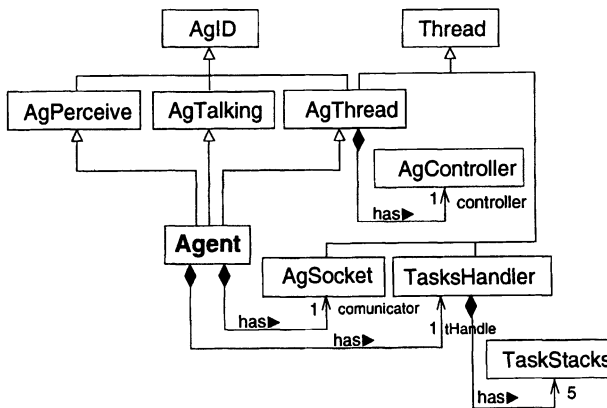 AgID
Thread
AgPerceive
AgTalking
AgThread
AgController
1
controller
has▶
Agent
AgSocket
TasksHandler
1
comunicator
has▶
1
tHandle
has▶
TaskStacks
has▶
5